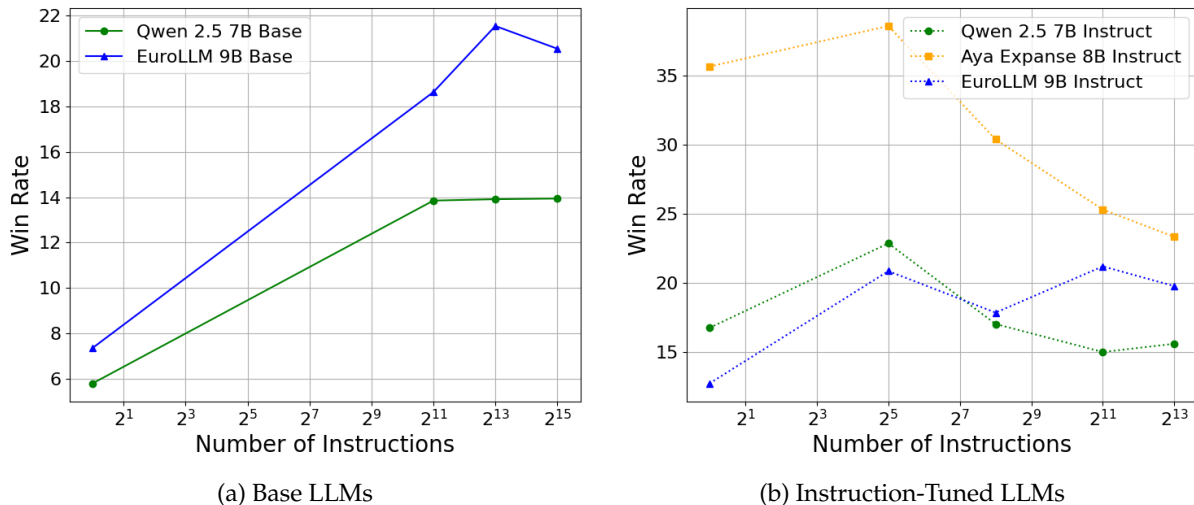 22
20
18
16
14
12
10
8
6
Win Rate
Qwen 2.5 7B Base
EuroLLM 9B Base
2^1 2^3 2^5 2^7 2^9 2^11 2^13 2^15
Number of Instructions
(a) Base LLMs
35
30
25
20
15
Win Rate
Qwen 2.5 7B Instruct
Aya Expanse 8B Instruct
EuroLLM 9B Instruct
2^1 2^3 2^5 2^7 2^9 2^11 2^13
Number of Instructions
(b) Instruction-Tuned LLMs